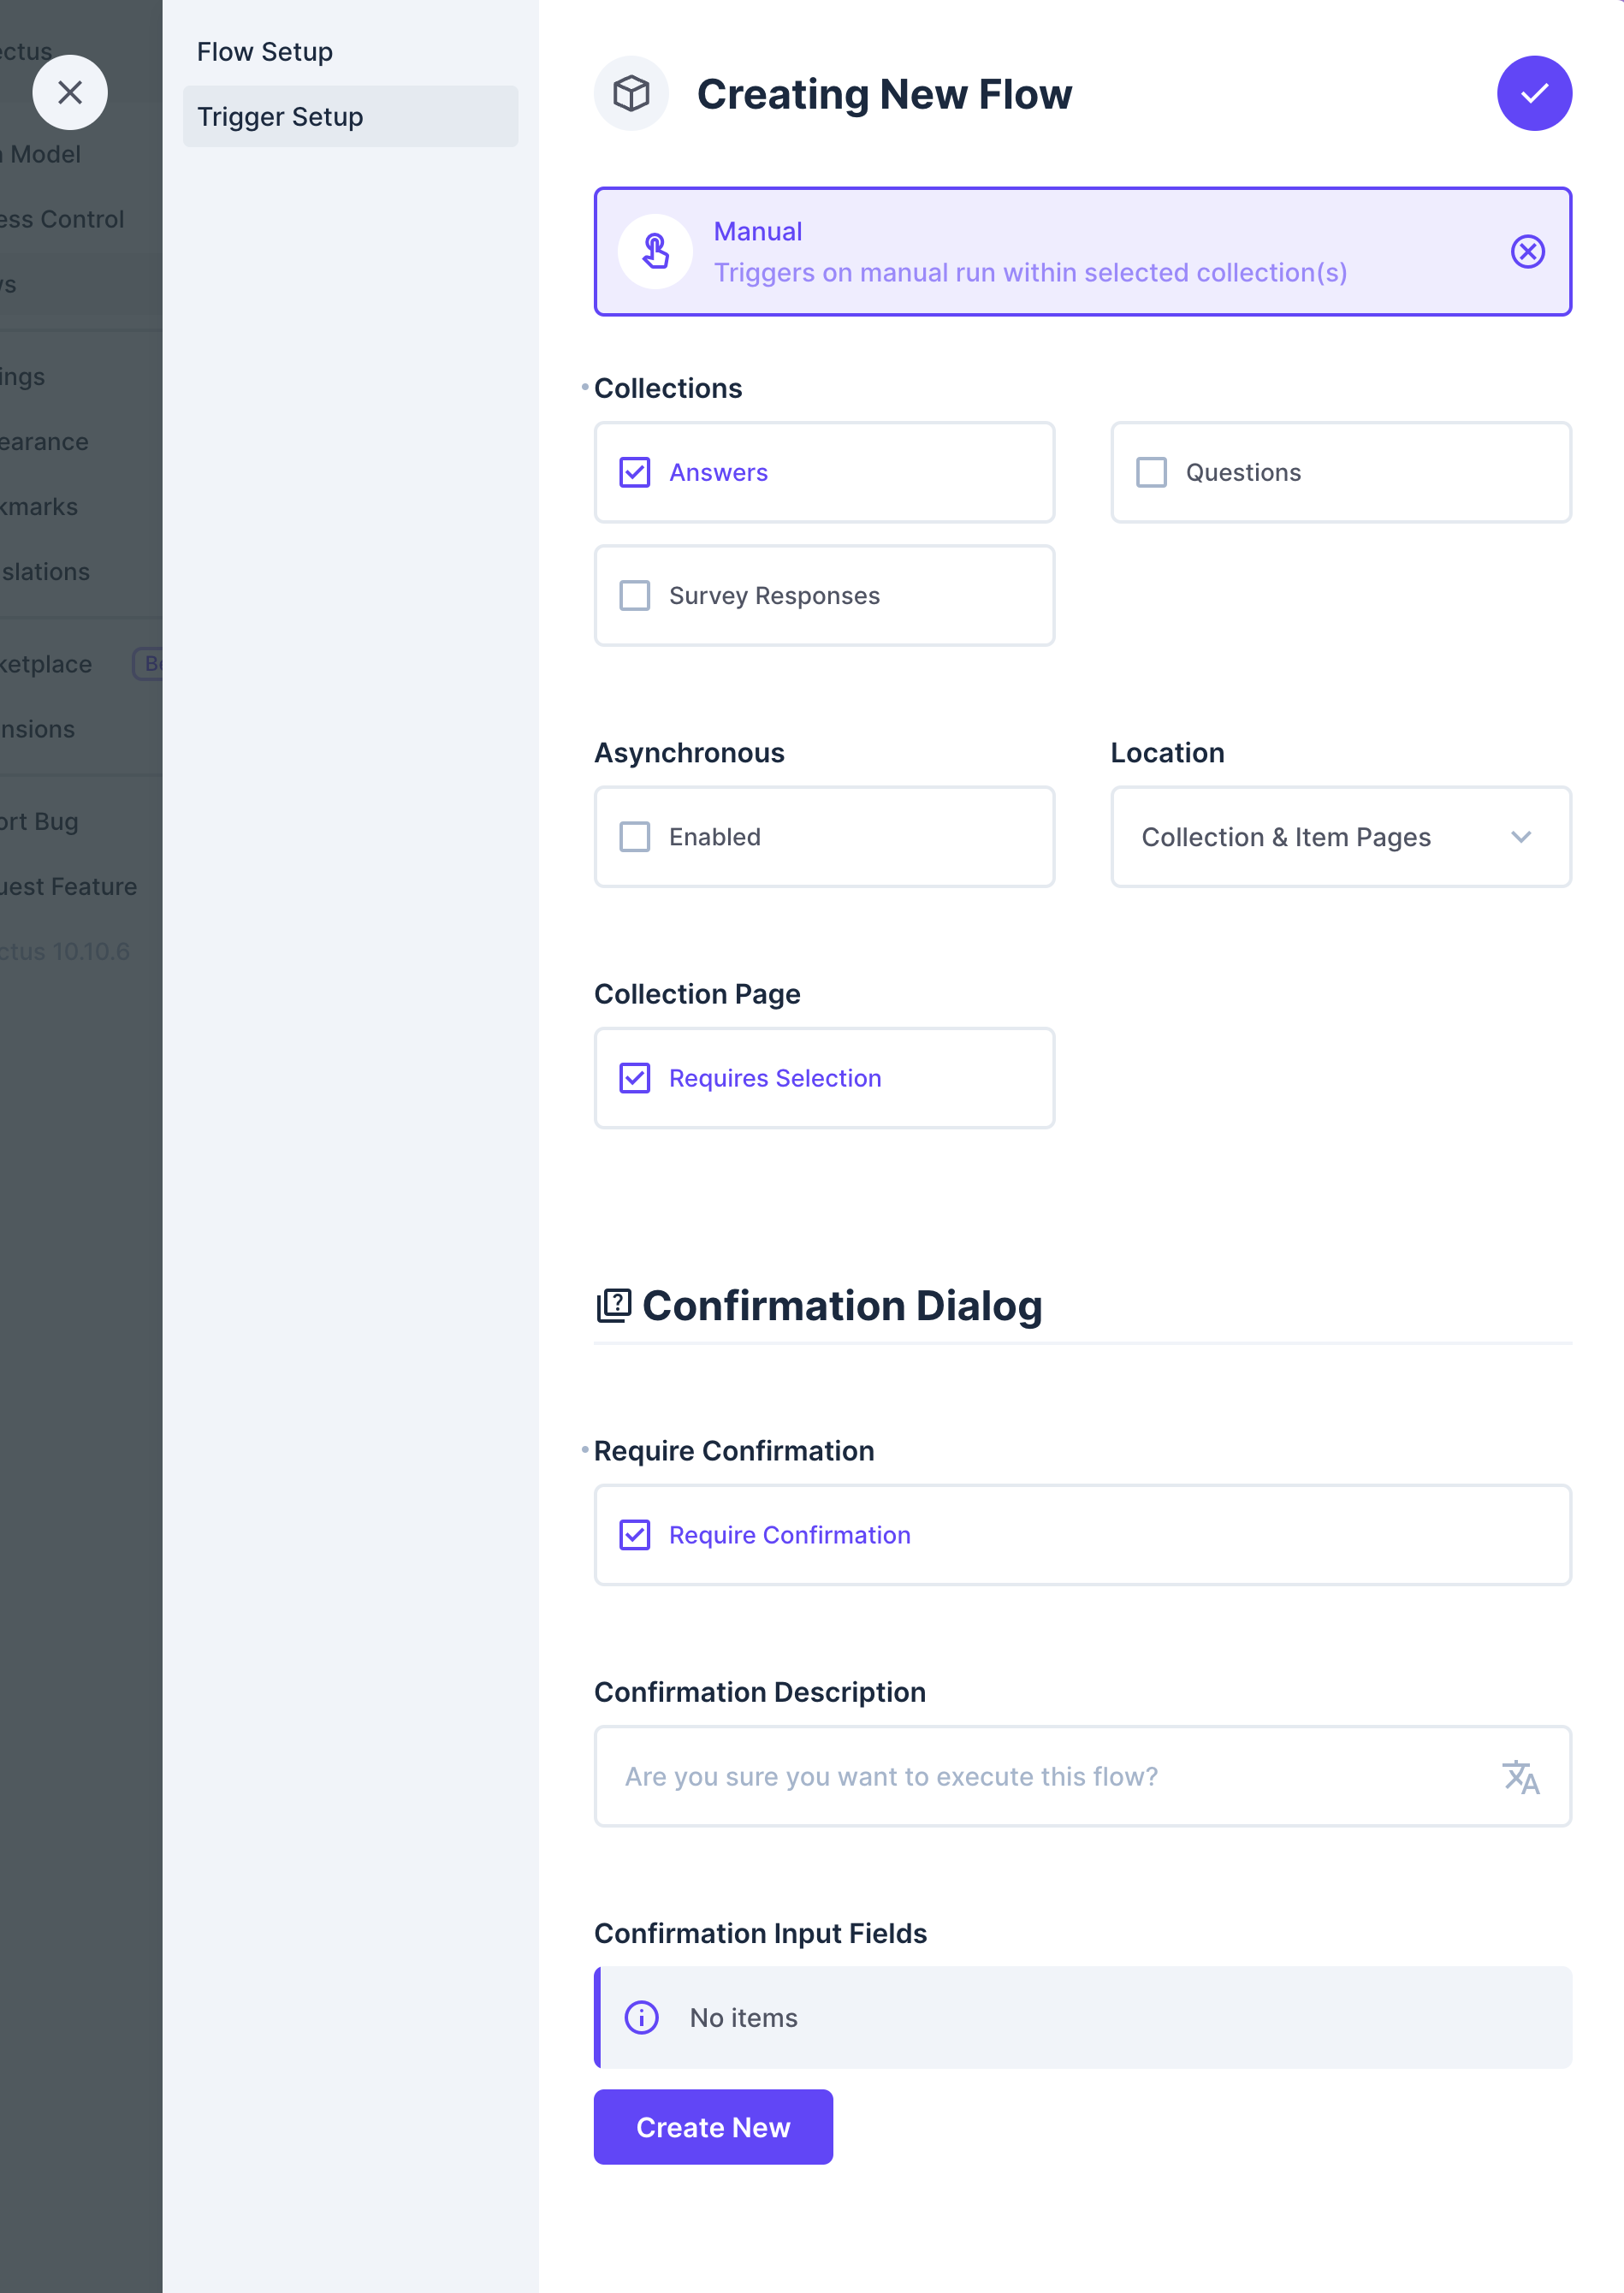 ectus
Model
ess Control
vs
ings
earance
kmarks
slations
ketplace
Be
nsions
ort Bug
uest Feature
ctus 10.10.6
Flow Setup
Trigger Setup
Creating New Flow
Manual
Triggers on manual run within selected collection(s)
Collections
Answers
Questions
Survey Responses
Asynchronous
Location
Enabled
Collection & Item Pages
Collection Page
Requires Selection
Confirmation Dialog
Require Confirmation
Require Confirmation
Confirmation Description
Are you sure you want to execute this flow?
Confirmation Input Fields
No items
Create New